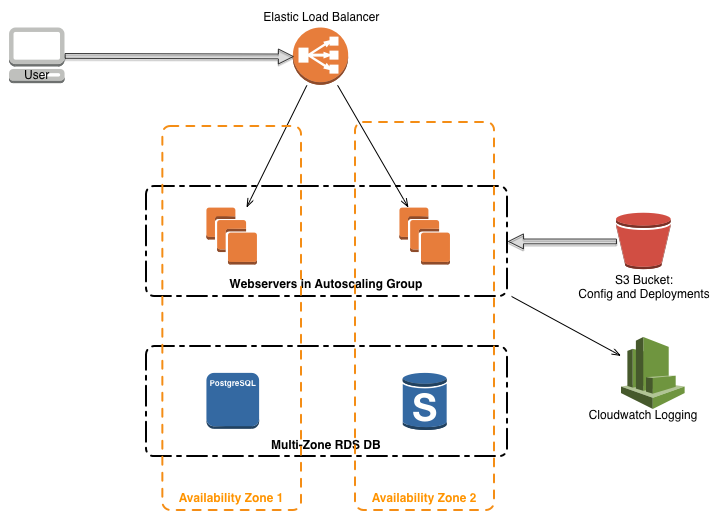 Elastic Load Balancer
User
Webservers in Autoscaling Group
S3 Bucket:
Config and Deployments
PostgreSQL
S
Cloudwatch Logging
Multi-Zone RDS DB
Availability Zone 1
Availability Zone 2